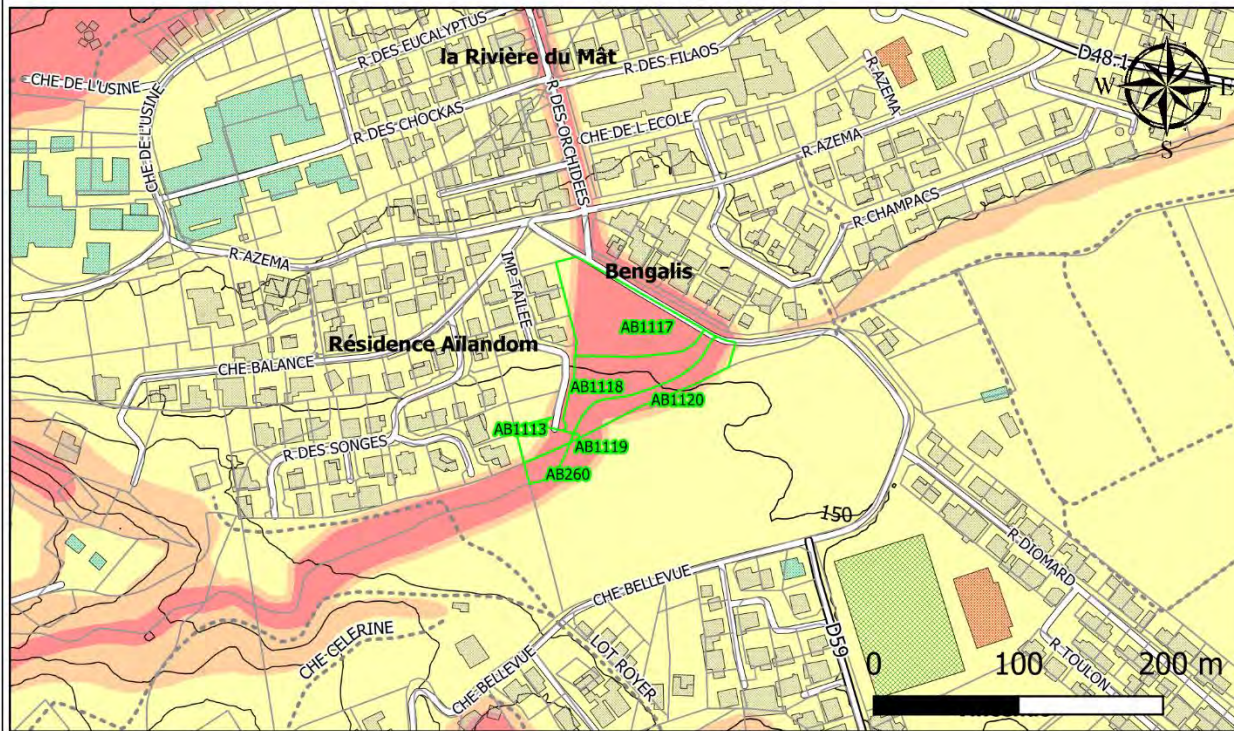 R DES EUCALYPTUS
la Rivière du Mât
N
D48-1
CHE DE L'USINE
R DES FILAOS
R AZEMA
W
E
CHE DE L'USINE
R DES CHOCKAS
R DES ORCHIDEES
CHE DE L ECOLE
R AZEMA
S
R CHAMPACS
R AZEMA
IMP TAILEE
Bengalis
AB1117
Résidence Aïlandom
CHE BALANCE
AB1118
AB1120
AB1113
R DES SONGES
AB1119
AB260
150
R DIOMARD
CHE BELLEVUE
CHE CELERINE
LOT ROYER
D59
R TOULON
CHE BELLEVUE
0
100
200 m